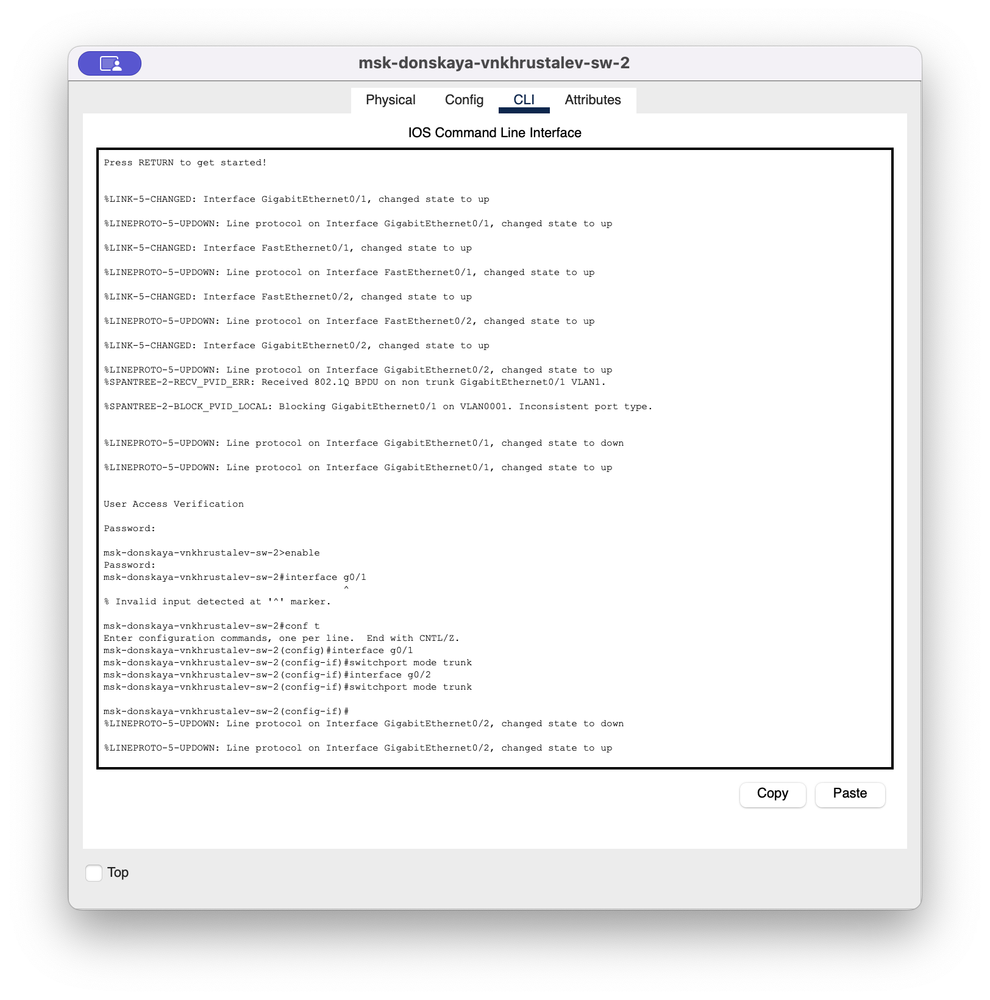 msk-donskaya-vnkhrustalev-sw-2
Physical Config CLI Attributes
IOS Command Line Interface
Press RETURN to get started!
%LINK-5-CHANGED: Interface GigabitEthernet0/1, changed state to up
%LINEPROTO-5-UPDOWN: Line protocol on Interface GigabitEthernet0/1, changed state to up
%LINK-5-CHANGED: Interface FastEthernet0/1, changed state to up
%LINEPROTO-5-UPDOWN: Line protocol on Interface FastEthernet0/1, changed state to up
%LINK-5-CHANGED: Interface FastEthernet0/2, changed state to up
%LINEPROTO-5-UPDOWN: Line protocol on Interface FastEthernet0/2, changed state to up
%LINK-5-CHANGED: Interface GigabitEthernet0/2, changed state to up
%LINEPROTO-5-UPDOWN: Line protocol on Interface GigabitEthernet0/2, changed state to up
%SPANTREE-2-RECV_PVID_ERR: Received 802.1Q BPDU on non trunk GigabitEthernet0/1 VLAN1.
%SPANTREE-2-BLOCK_PVID_LOCAL: Blocking GigabitEthernet0/1 on VLAN0001. Inconsistent port type.
%LINEPROTO-5-UPDOWN: Line protocol on Interface GigabitEthernet0/1, changed state to down
%LINEPROTO-5-UPDOWN: Line protocol on Interface GigabitEthernet0/1, changed state to up
User Access Verification
Password:
msk-donskaya-vnkhrustalev-sw-2>enable
Password:
msk-donskaya-vnkhrustalev-sw-2#interface g0/1
^
% Invalid input detected at '^' marker.
msk-donskaya-vnkhrustalev-sw-2#conf t
Enter configuration commands, one per line.  End with CNTL/Z.
msk-donskaya-vnkhrustalev-sw-2(config)#interface g0/1
msk-donskaya-vnkhrustalev-sw-2(config-if)#switchport mode trunk
msk-donskaya-vnkhrustalev-sw-2(config-if)#interface g0/2
msk-donskaya-vnkhrustalev-sw-2(config-if)#switchport mode trunk
msk-donskaya-vnkhrustalev-sw-2(config-if)#
%LINEPROTO-5-UPDOWN: Line protocol on Interface GigabitEthernet0/2, changed state to down
%LINEPROTO-5-UPDOWN: Line protocol on Interface GigabitEthernet0/2, changed state to up
Copy Paste
Top